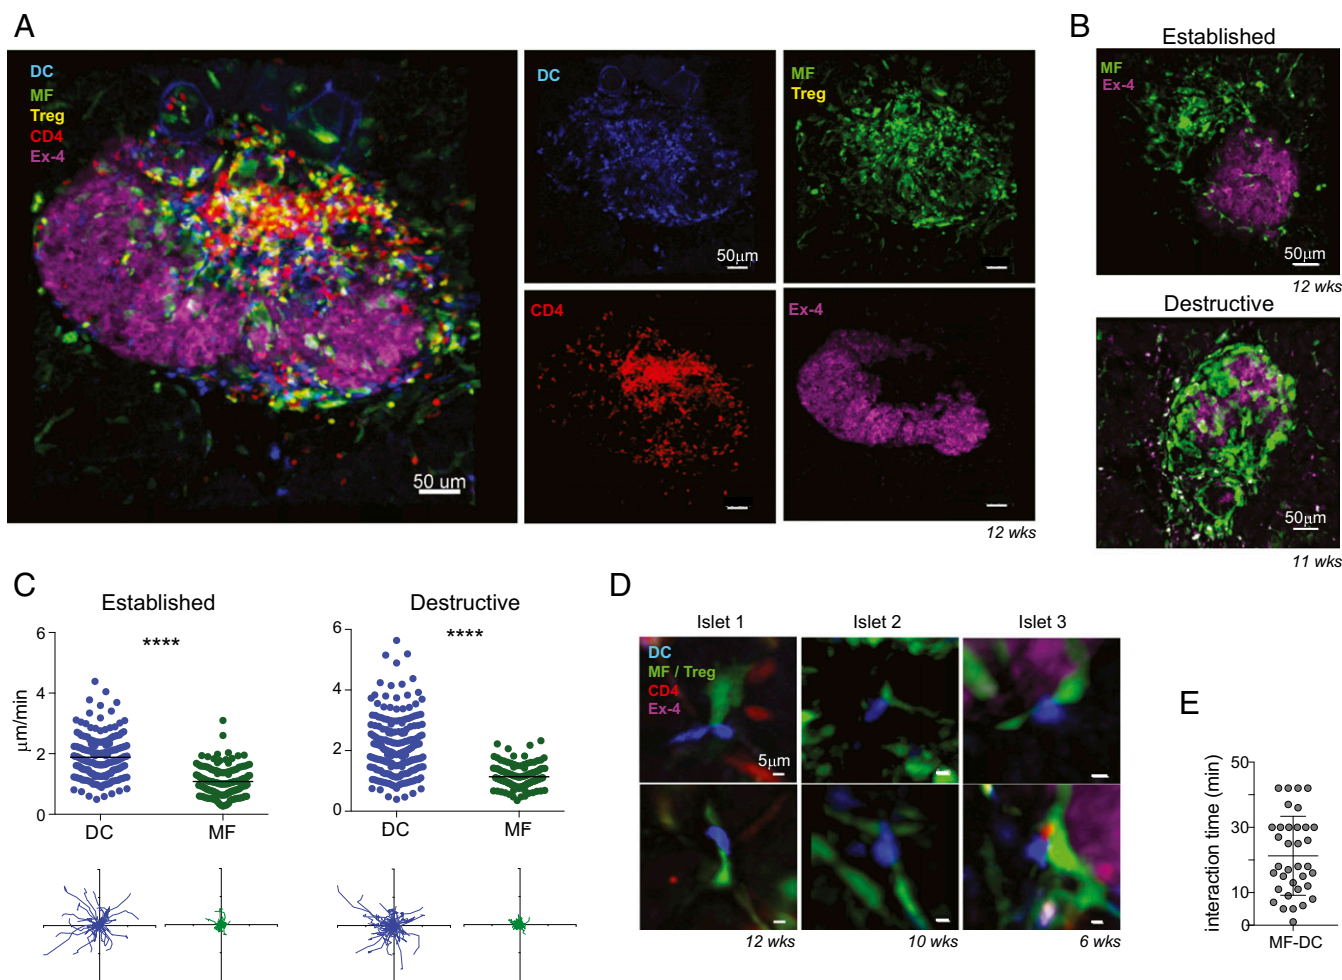 A
DC
MF
Treg
CD4
Ex-4
50 um
DC
50μm
MF
Treg
CD4
Ex-4
12 wks
B
Established
MF
Ex-4
50μm
12 wks
Destructive
50μm
11 wks
C
Established
****
μm/min
6
4
2
0
DC
MF
Destructive
****
6
4
2
0
DC
MF
D
Islet 1
Islet 2
Islet 3
DC
MF / Treg
CD4
Ex-4
5μm
12 wks
10 wks
6 wks
E
interaction time (min)
50
30
10
0
MF-DC